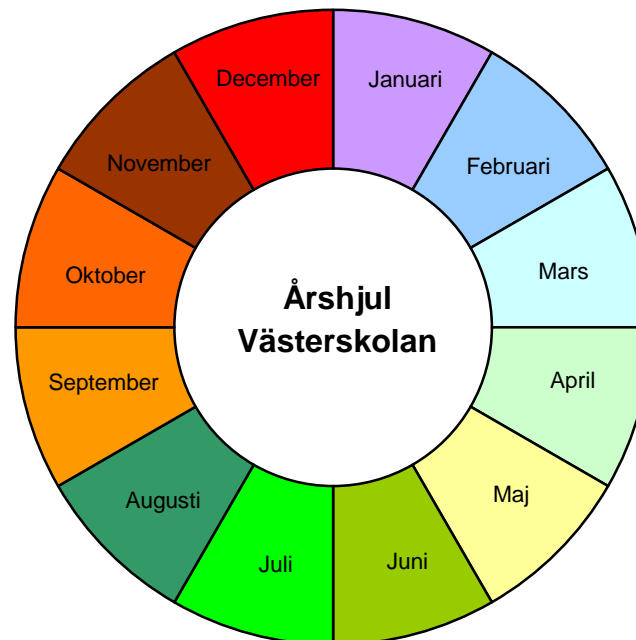 Årshjul
Västerskolan
Januari
Februari
Mars
April
Maj
Juni
Juli
Augusti
September
Oktober
November
December